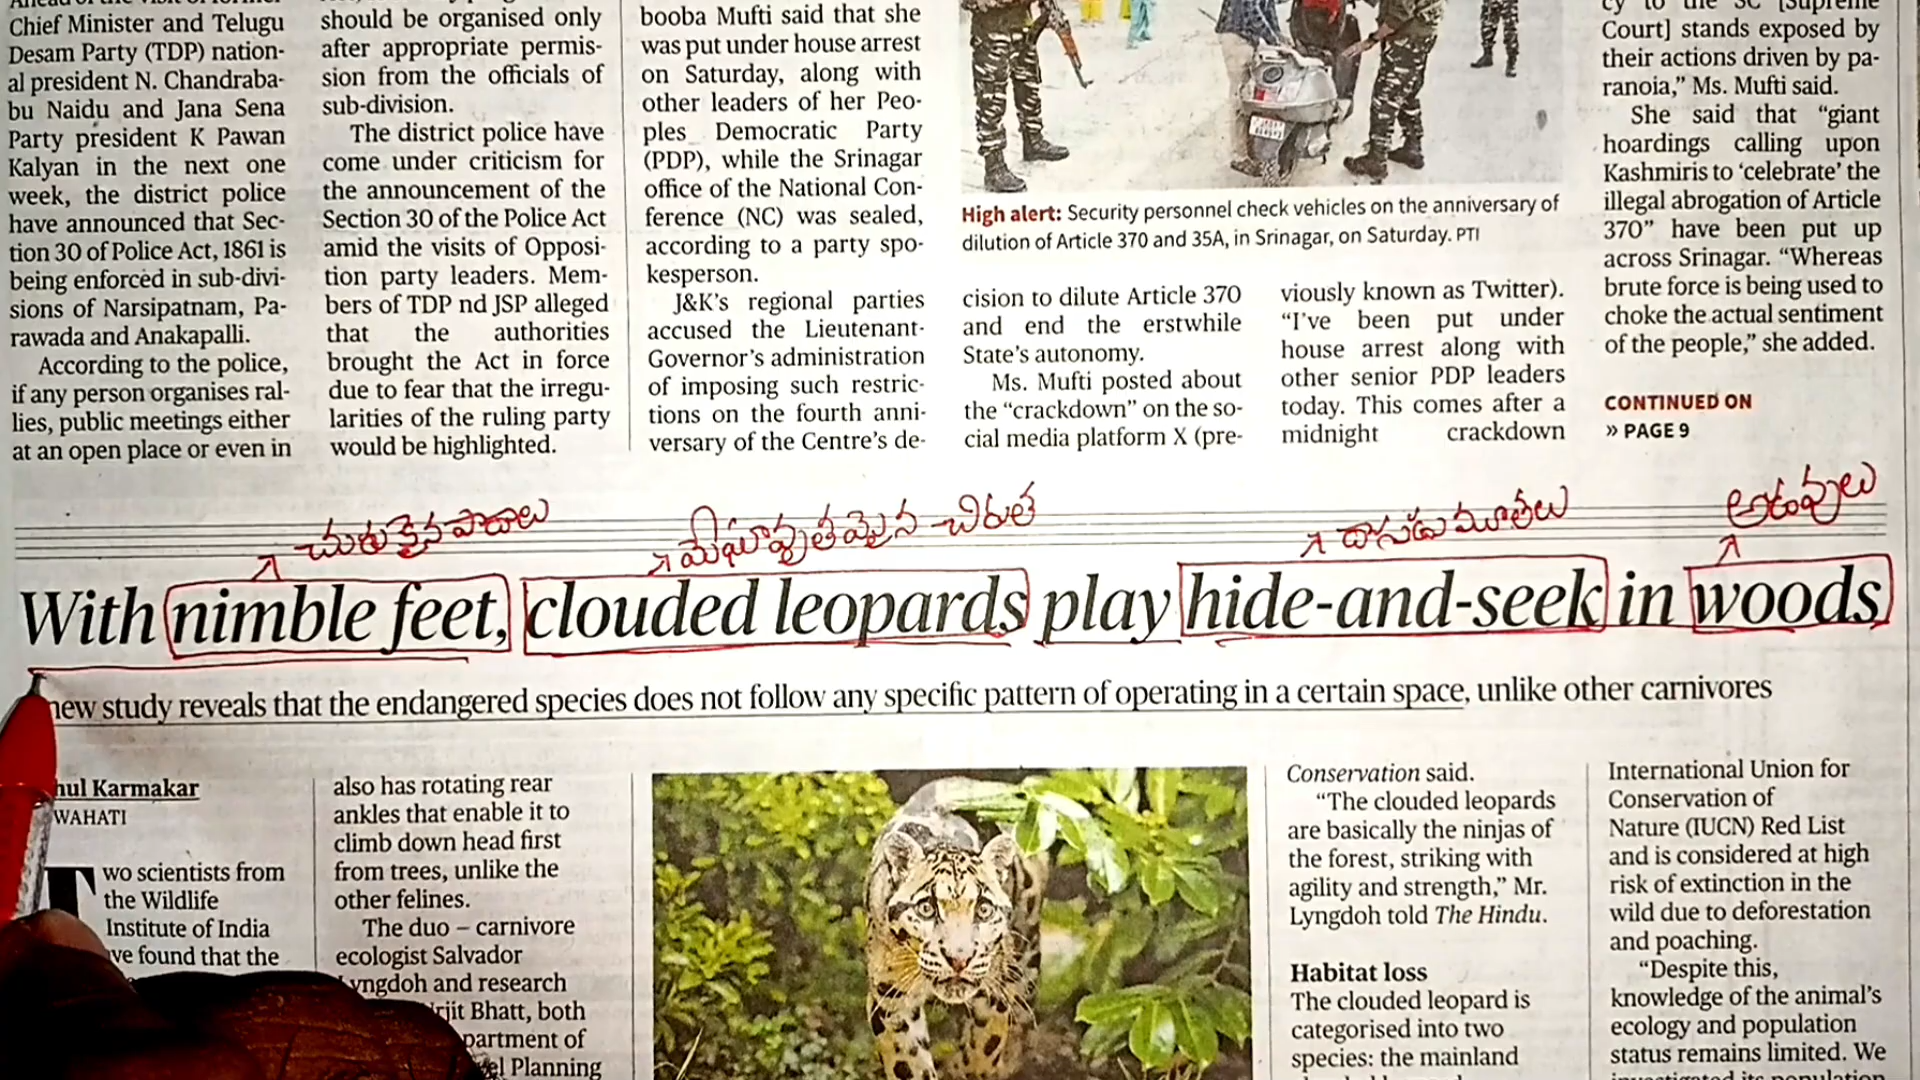 Chief Minister and Telugu
Desam Party (TDP) nation-
al president N. Chandraba-
bu Naidu and Jana Sena
Party president K Pawan
Kalyan in the next one
week, the district police
have announced that Sec-
tion 30 of Police Act, 1861 is
being enforced in sub-divi-
sions of Narsipatnam, Pa-
rawada and Anakapalli.
According to the police,
if any person organises ral-
lies, public meetings either
at an open place or even in
should be organised only
after appropriate permis-
sion from the officials of
sub-division.
The district police have
come under criticism for
the announcement of the
Section 30 of the Police Act
amid the visits of Opposi-
tion party leaders. Mem-
bers of TDP nd JSP alleged
that the authorities
brought the Act in force
due to fear that the irregu-
larities of the ruling party
would be highlighted.
booba Mufti said that she
was put under house arrest
on Saturday, along with
other leaders of her Peo-
ples Democratic Party
(PDP), while the Srinagar
office of the National Con-
ference (NC) was sealed,
according to a party spo-
kesperson.
J&K's regional parties
accused the Lieutenant-
Governor's administration
of imposing such restric-
tions on the fourth anni-
versary of the Centre's de-
High alert: Security personnel check vehicles on the anniversary of
dilution of Article 370 and 35A, in Srinagar, on Saturday. PTI
cision to dilute Article 370
and end the erstwhile
State's autonomy.
Ms. Mufti posted about
the “crackdown” on the so-
cial media platform X (pre-
viously known as Twitter).
“I've been put under
house arrest along with
other senior PDP leaders
today. This comes after a
midnight crackdown
cy to the SC [Supreme
Court] stands exposed by
their actions driven by pa-
ranoia,” Ms. Mufti said.
She said that “giant
hoardings calling upon
Kashmiris to ‘celebrate’ the
illegal abrogation of Article
370” have been put up
across Srinagar. “Whereas
brute force is being used to
choke the actual sentiment
of the people,” she added.
CONTINUED ON
» PAGE 9
చురుకైన పాదాలు
మేఘావృతమైన చిరుత
దాగుడు మూతలు
అడవులు
With nimble feet, clouded leopards play hide-and-seek in woods
new study reveals that the endangered species does not follow any specific pattern of operating in a certain space, unlike other carnivores
Karmakar
WAHATI
Two scientists from
the Wildlife
Institute of India
found that the
also has rotating rear
ankles that enable it to
climb down head first
from trees, unlike the
other felines.
The duo – carnivore
ecologist Salvador
Lyngdoh and research
Bhatt, both
Planning
Conservation said.
“The clouded leopards
are basically the ninjas of
the forest, striking with
agility and strength,” Mr.
Lyngdoh told The Hindu.
Habitat loss
The clouded leopard is
categorised into two
species: the mainland
International Union for
Conservation of
Nature (IUCN) Red List
and is considered at high
risk of extinction in the
wild due to deforestation
and poaching.
“Despite this,
knowledge of the animal's
ecology and population
status remains limited. We